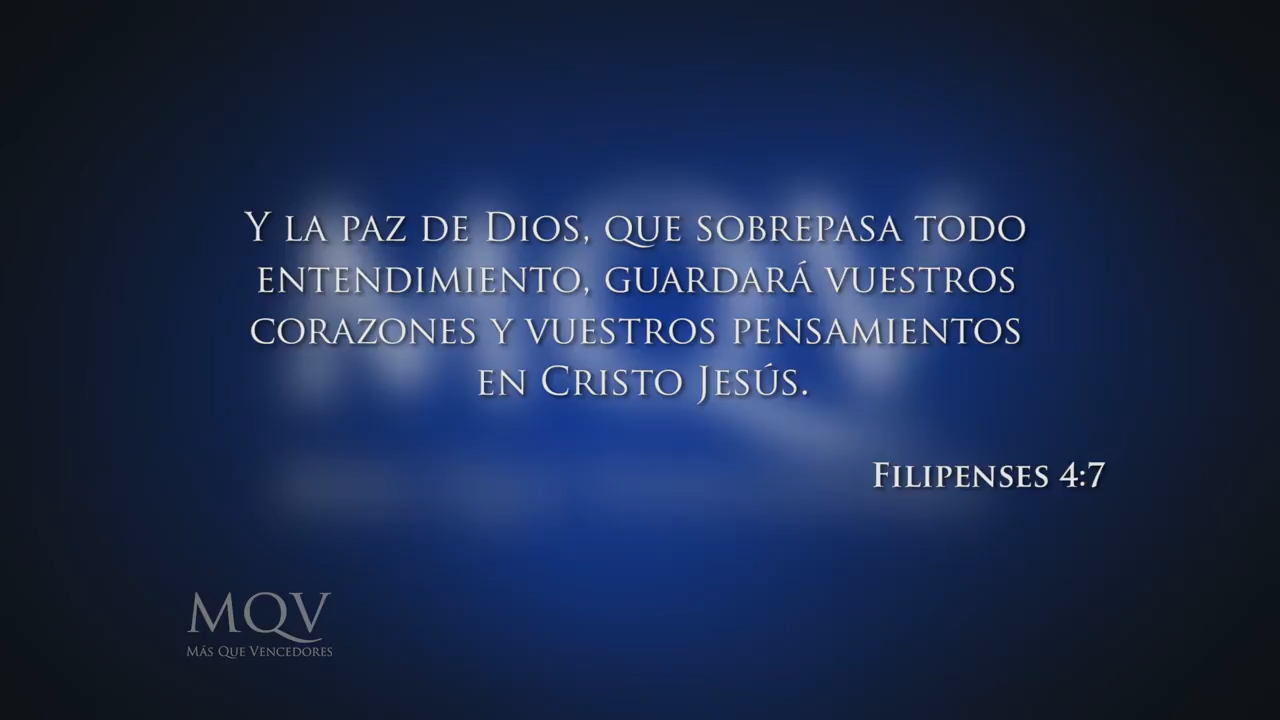 Y la paz de Dios, que sobrepasa todo
entendimiento, guardará vuestros
corazones y vuestros pensamientos
en Cristo Jesús.
Filipenses 4:7
MQV
Más Que Vencedores